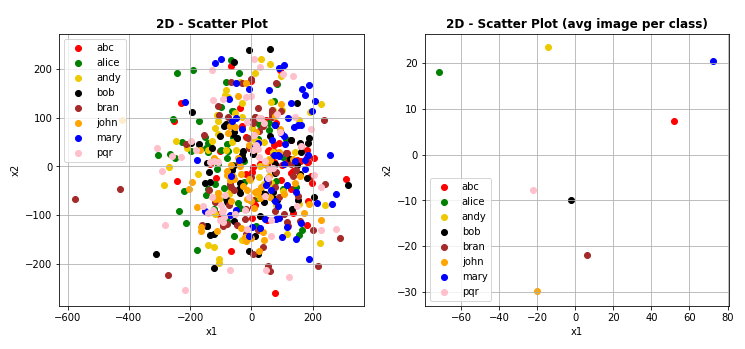 2D - Scatter Plot
x2
200
100
0
−100
−200
−600
−400
−200
0
200
x1
abc
alice
andy
bob
bran
john
mary
pqr
2D - Scatter Plot (avg image per class)
x2
20
10
0
−10
−20
−30
−60
−40
−20
0
20
40
60
80
x1
abc
alice
andy
bob
bran
john
mary
pqr